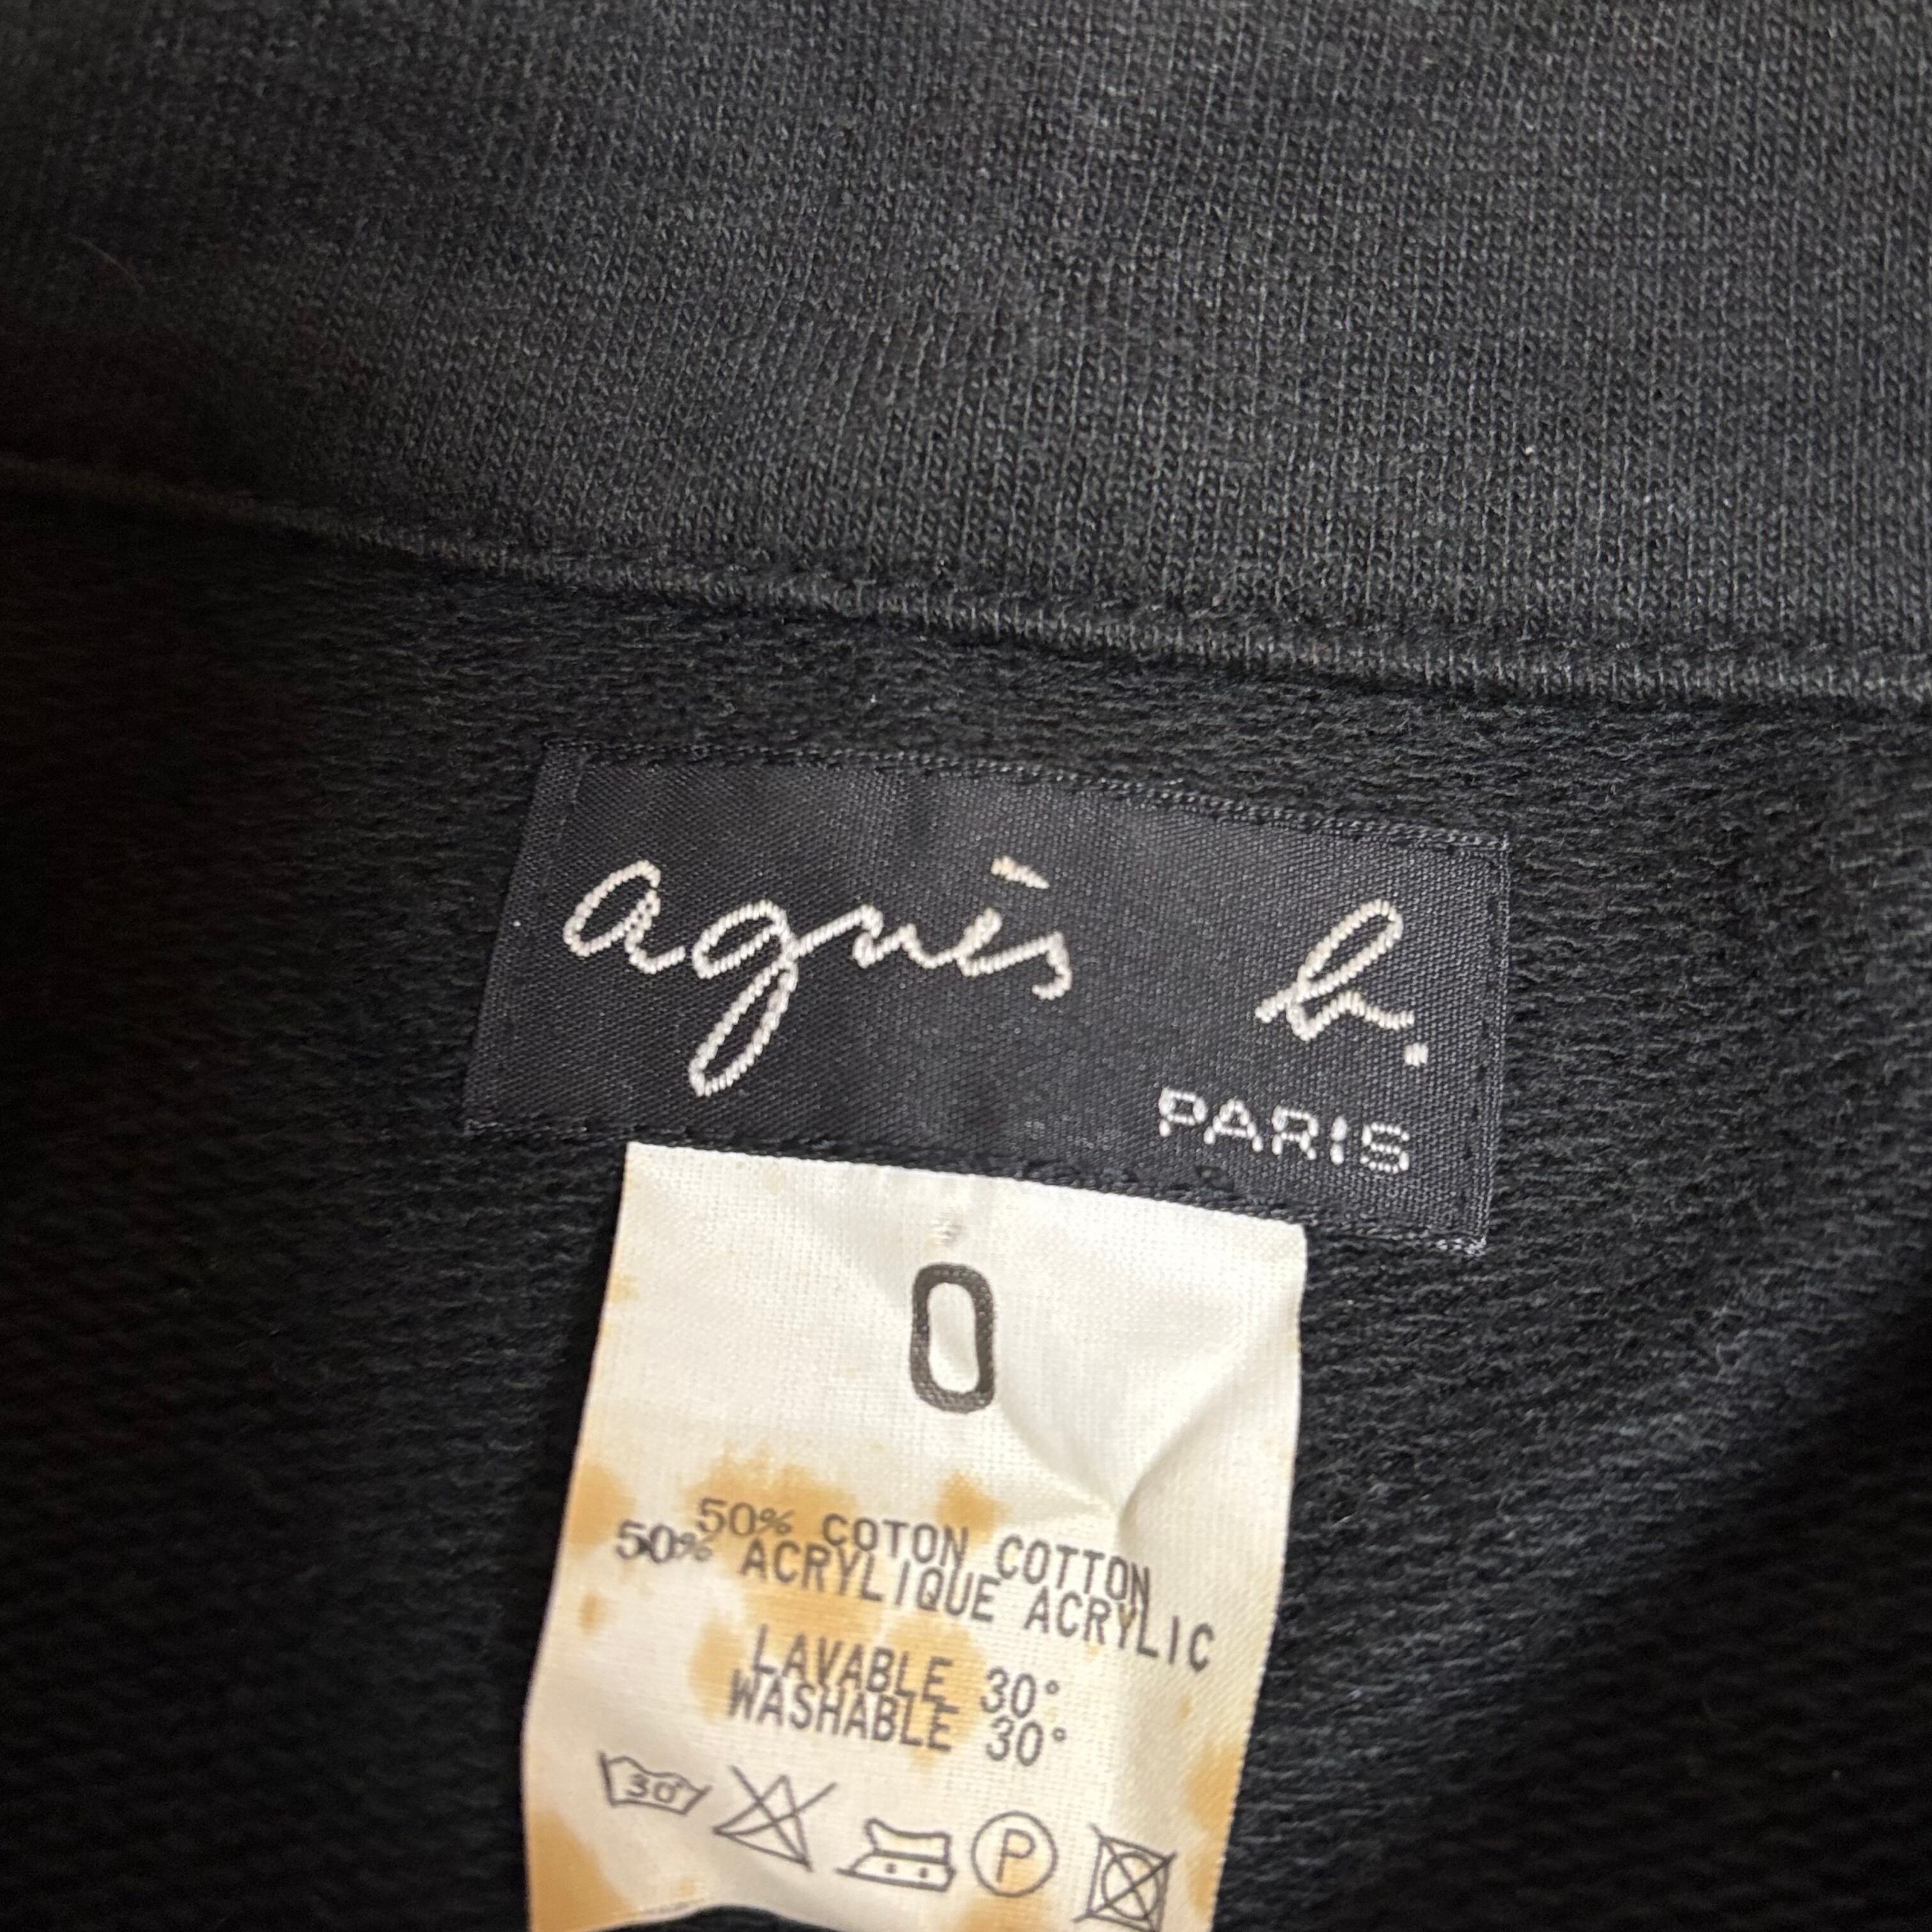 agnès b.
PARIS
0
50% COTON COTTON
50% ACRYLIQUE ACRYLIC
LAVABLE 30°
WASHABLE 30°
30° P